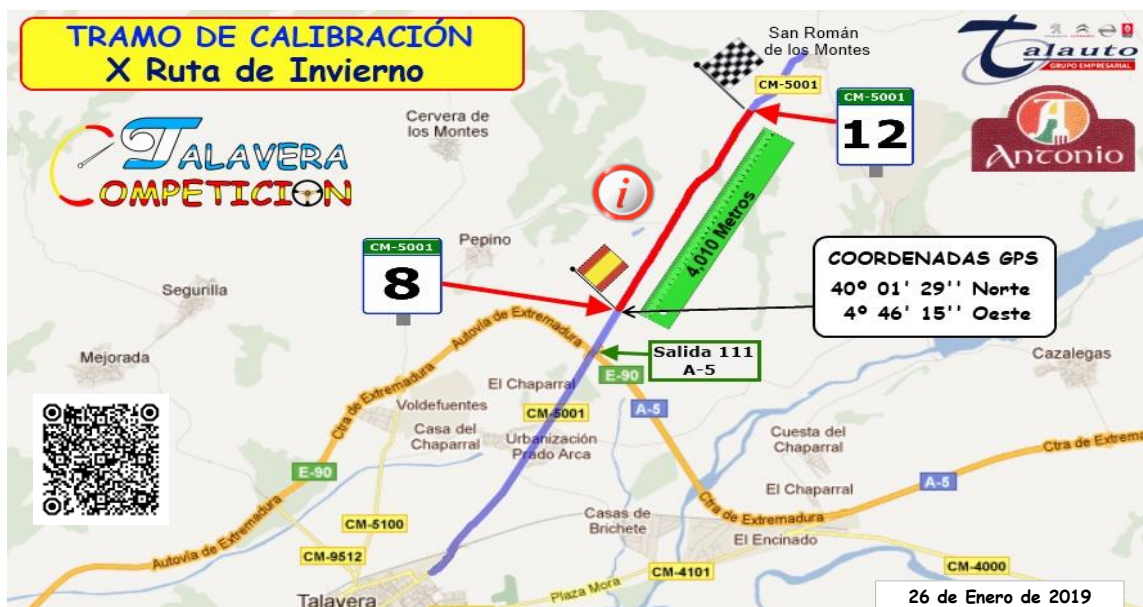 TRAMO DE CALIBRACIÓN
X Ruta de Invierno
San Román
de los Montes
Talauto
GRUPO EMPRESARIAL
CM-5001
CM-5001
12
Antonio
Cervera de
los Montes
TALAVERA
COMPETICION
i
4,010 Metros
CM-5001
8
Pepino
COORDENADAS GPS
40º 01' 29'' Norte
4º 46' 15'' Oeste
Segurilla
Autovía de Extremadura
Salida 111
A-5
Mejorada
Cazalegas
E-90
El Chaparral
Ctra de Extremadura
Voldefuentes
CM-5001
A-5
Casa del
Chaparral
Urbanización
Prado Arca
Cuesta del
Chaparral
Ctra de Extrema
E-90
El Chaparral
A-5
Ctra de Extremadura
Casas de
Brichete
CM-5100
El Encinado
Autovía de Extremadura
CM-9512
CM-4101
CM-4000
Plaza Mora
Talavera
26 de Enero de 2019